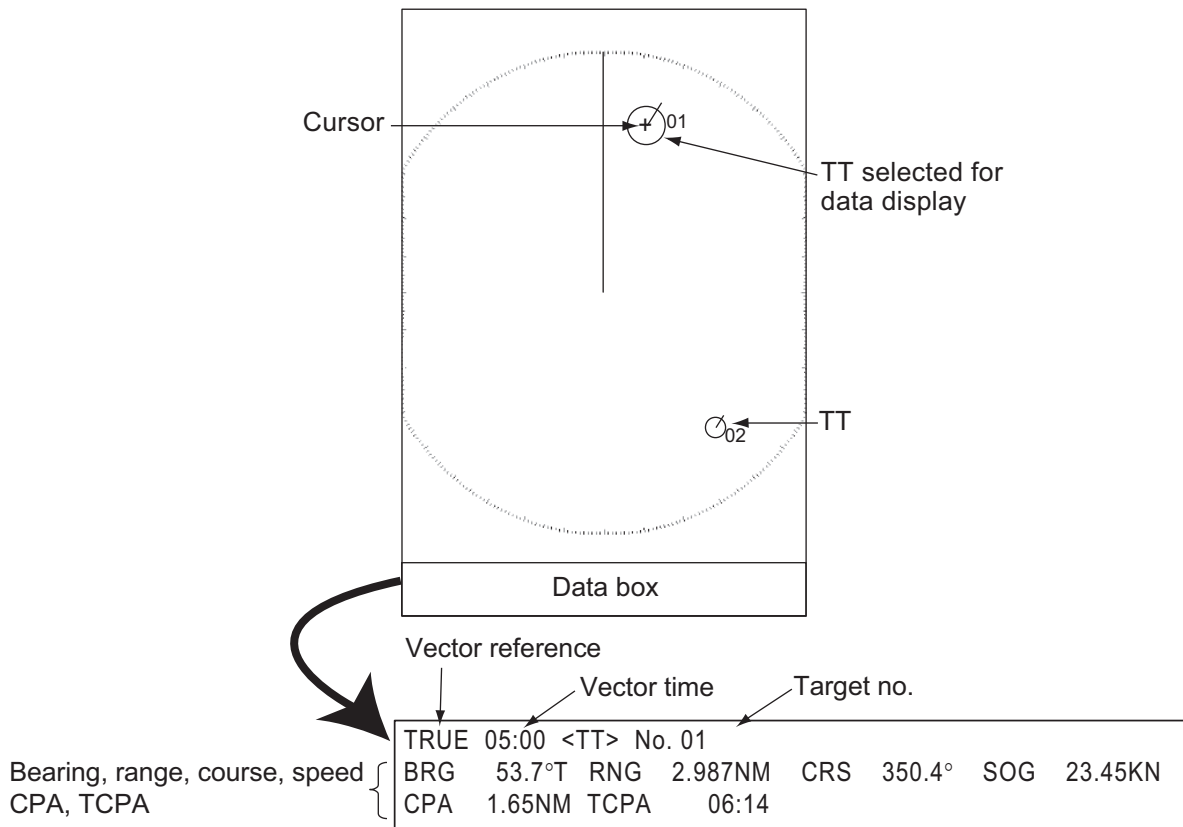 Cursor
01
TT selected for
data display
TT
02
Data box
Vector reference
Vector time
Target no.
TRUE 05:00 <TT> No. 01
Bearing, range, course, speed
BRG 53.7°T RNG 2.987NM CRS 350.4° SOG 23.45KN
CPA, TCPA
CPA 1.65NM TCPA 06:14